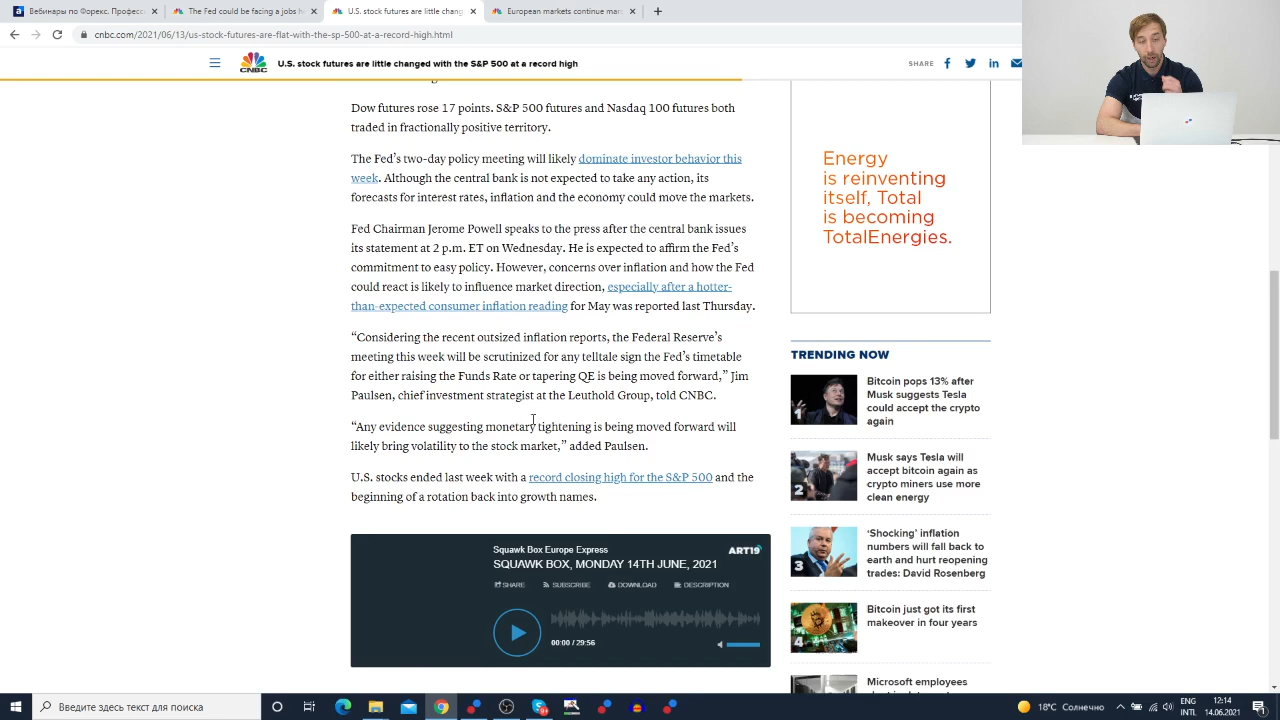 Вебинары по Форекс. Професс
The Fed could be facing a 'jobs h
U.S. stock futures are little chang
European markets continue mar
cnbc.com/2021/06/13/us-stock-futures-are-flat-with-the-sp-500-at-a-record-high.html
CNBC
U.S. stock futures are little changed with the S&P 500 at a record high
SHARE
Dow futures rose 17 points. S&P 500 futures and Nasdaq 100 futures both
traded in fractionally positive territory.
The Fed's two-day policy meeting will likely dominate investor behavior this
week. Although the central bank is not expected to take any action, its
forecasts for interest rates, inflation and the economy could move the markets.
Fed Chairman Jerome Powell speaks to the press after the central bank issues
its statement at 2 p.m. ET on Wednesday. He is expected to affirm the Fed's
commitment to easy policy. However, concerns over inflation and how the Fed
could react is likely to influence market direction, especially after a hotter-
than-expected consumer inflation reading for May was reported last Thursday.
“Considering the recent outsized inflation reports, the Federal Reserve's
meeting this week will be scrutinized for any telltale sign the Fed's timetable
for either raising the Funds Rate or tapering QE is being moved forward,” Jim
Paulsen, chief investment strategist at the Leuthold Group, told CNBC.
“Any evidence suggesting monetary tightening is being moved forward will
likely bring volatility to the stock market,” added Paulsen.
U.S. stocks ended last week with a record closing high for the S&P 500 and the
beginning of a rotation back into growth names.
Squawk Box Europe Express
ART19
SQUAWK BOX, MONDAY 14TH JUNE, 2021
SHARE
SUBSCRIBE
DOWNLOAD
DESCRIPTION
00:00 / 29:56
Energy
is reinventing
itself, Total
is becoming
TotalEnergies.
TRENDING NOW
1
Bitcoin pops 13% after
Musk suggests Tesla
could accept the crypto
again
2
Musk says Tesla will
accept bitcoin again as
crypto miners use more
clean energy
3
‘Shocking’ inflation
numbers will fall back to
earth and hurt reopening
trades: David Rosenberg
4
Bitcoin just got its first
makeover in four years
Microsoft employees
Введите здесь текст для поиска
18°C Солнечно
ENG
INTL
12:14
14.06.2021